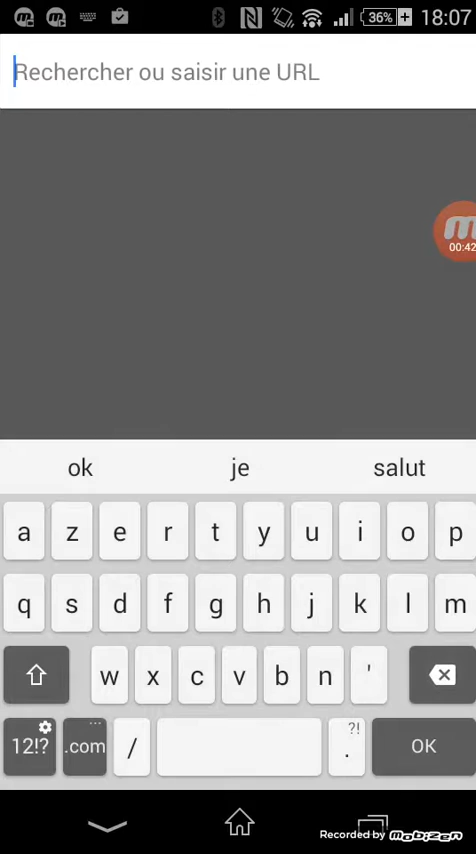 36% 18:07
Rechercher ou saisir une URL
00:42
ok je salut
a z e r t y u i o p
q s d f g h j k l m
w x c v b n '
12!? .com / ?! . OK
Recorded by Mobizen